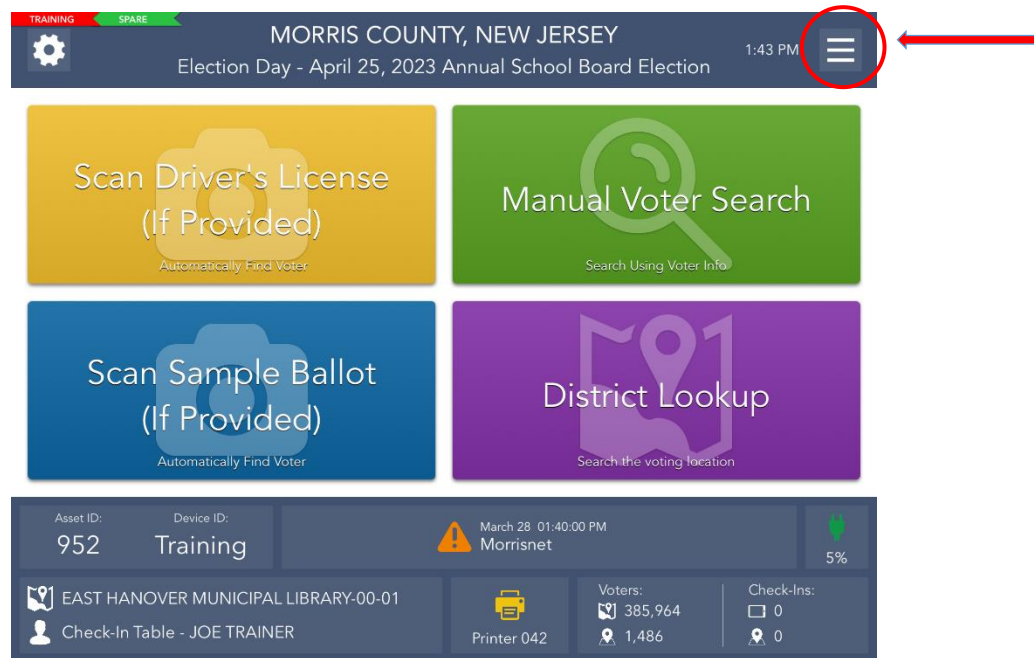 TRAINING SPARE
MORRIS COUNTY, NEW JERSEY
Election Day - April 25, 2023 Annual School Board Election
1:43 PM
Scan Driver's License
(If Provided)
Automatically Find Voter
Manual Voter Search
Search Using Voter Info
Scan Sample Ballot
(If Provided)
Automatically Find Voter
District Lookup
Search the voting location
Asset ID:
952
Device ID:
Training
March 28 01:40:00 PM
Morrisnet
5%
EAST HANOVER MUNICIPAL LIBRARY-00-01
Check-In Table - JOE TRAINER
Printer 042
Voters:
385,964
1,486
Check-Ins:
0
0